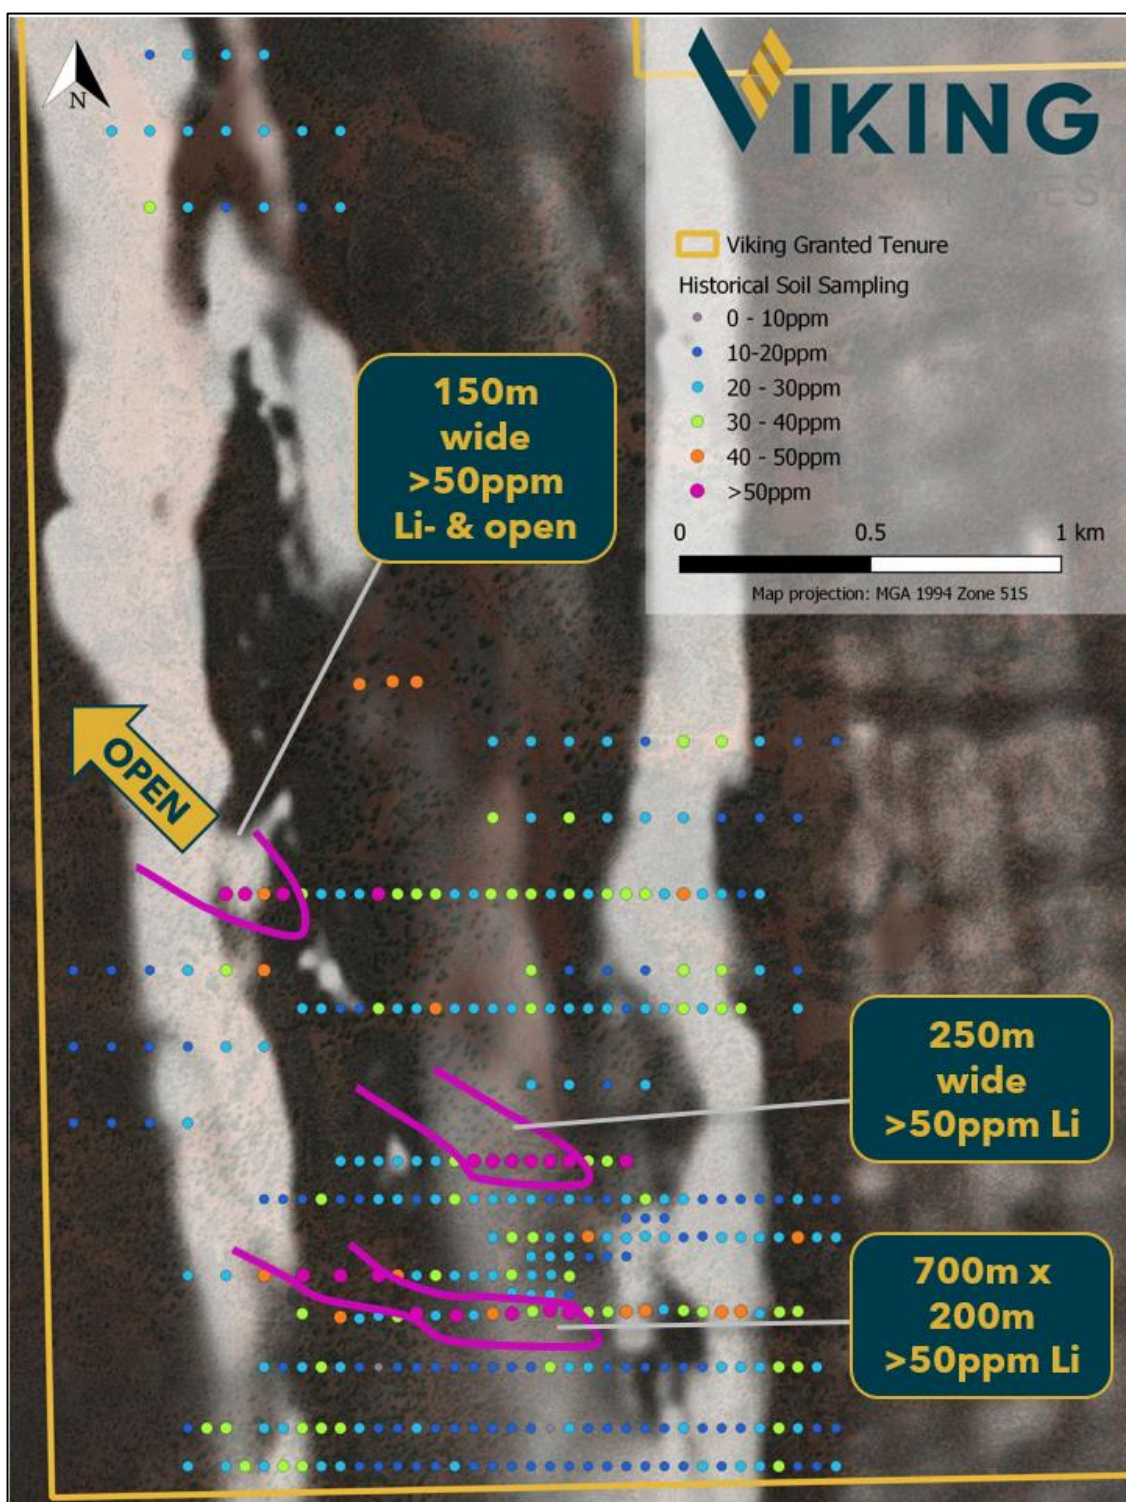 N
VIKING
ES
Viking Granted Tenure
Historical Soil Sampling
0 - 10ppm
10-20ppm
20 - 30ppm
30 - 40ppm
40 - 50ppm
>50ppm
0 0.5 1 km
Map projection: MGA 1994 Zone 51S
150m
wide
>50ppm
Li- & open
OPEN
250m
wide
>50ppm Li
700m x
200m
>50ppm Li